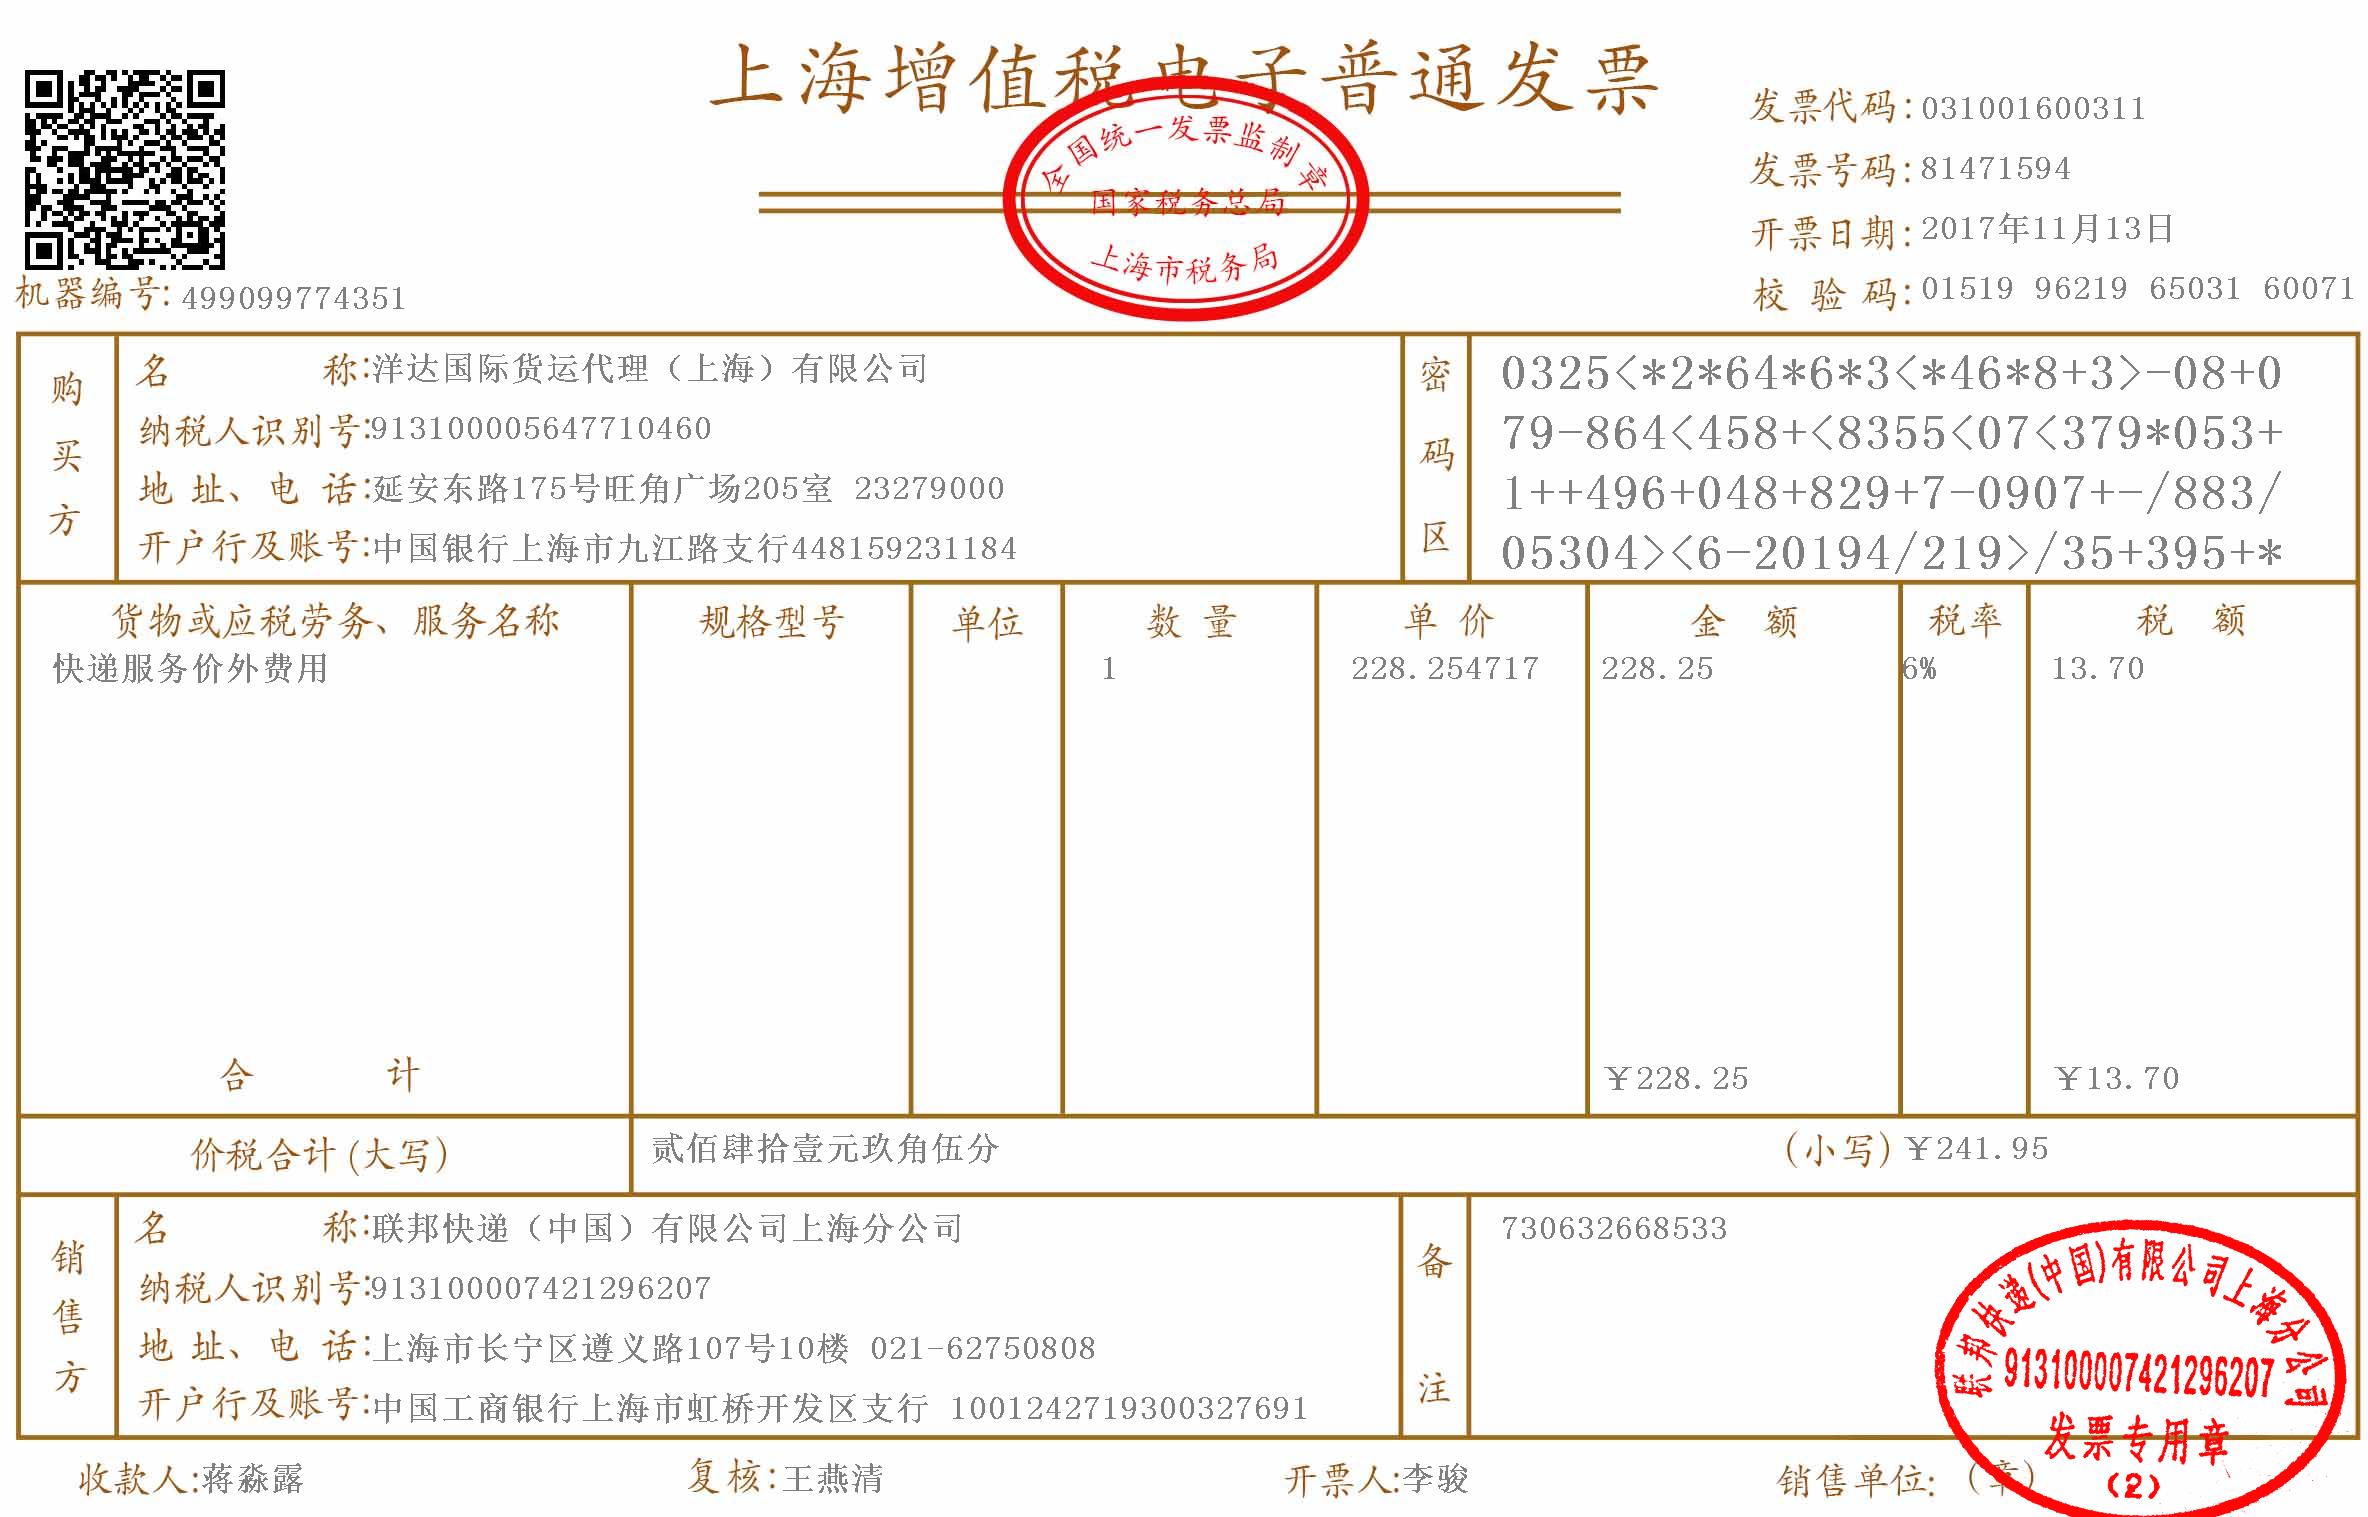 上海增值税电子普通发票
全国统一发票监制章
国家税务总局
上海市税务局
发票代码:031001600311
发票号码:81471594
开票日期:2017年11月13日
校验码:01519 96219 65031 60071
机器编号:499099774351
购买方
名称:洋达国际货运代理（上海）有限公司
纳税人识别号:913100005647710460
地址、电话:延安东路175号旺角广场205室 23279000
开户行及账号:中国银行上海市九江路支行448159231184
密码区
0325<*2*64*6*3<*46*8+3>-08+0
79-864<458+<8355<07<379*053+
1++496+048+829+7-0907+-/883/
05304><6-20194/219>/35+395+*
货物或应税劳务、服务名称 规格型号 单位 数量 单价 金额 税率 税额
快递服务价外费用 1 228.254717 228.25 6% 13.70
合计 ￥228.25 ￥13.70
价税合计(大写) 贰佰肆拾壹元玖角伍分 (小写)￥241.95
销售方
名称:联邦快递（中国）有限公司上海分公司
纳税人识别号:913100007421296207
地址、电话:上海市长宁区遵义路107号10楼 021-62750808
开户行及账号:中国工商银行上海市虹桥开发区支行 1001242719300327691
备注
730632668533
联邦快递(中国)有限公司上海分公司
913100007421296207
发票专用章
(2)
收款人:蒋淼露 复核:王燕清 开票人:李骏 销售单位:(章)